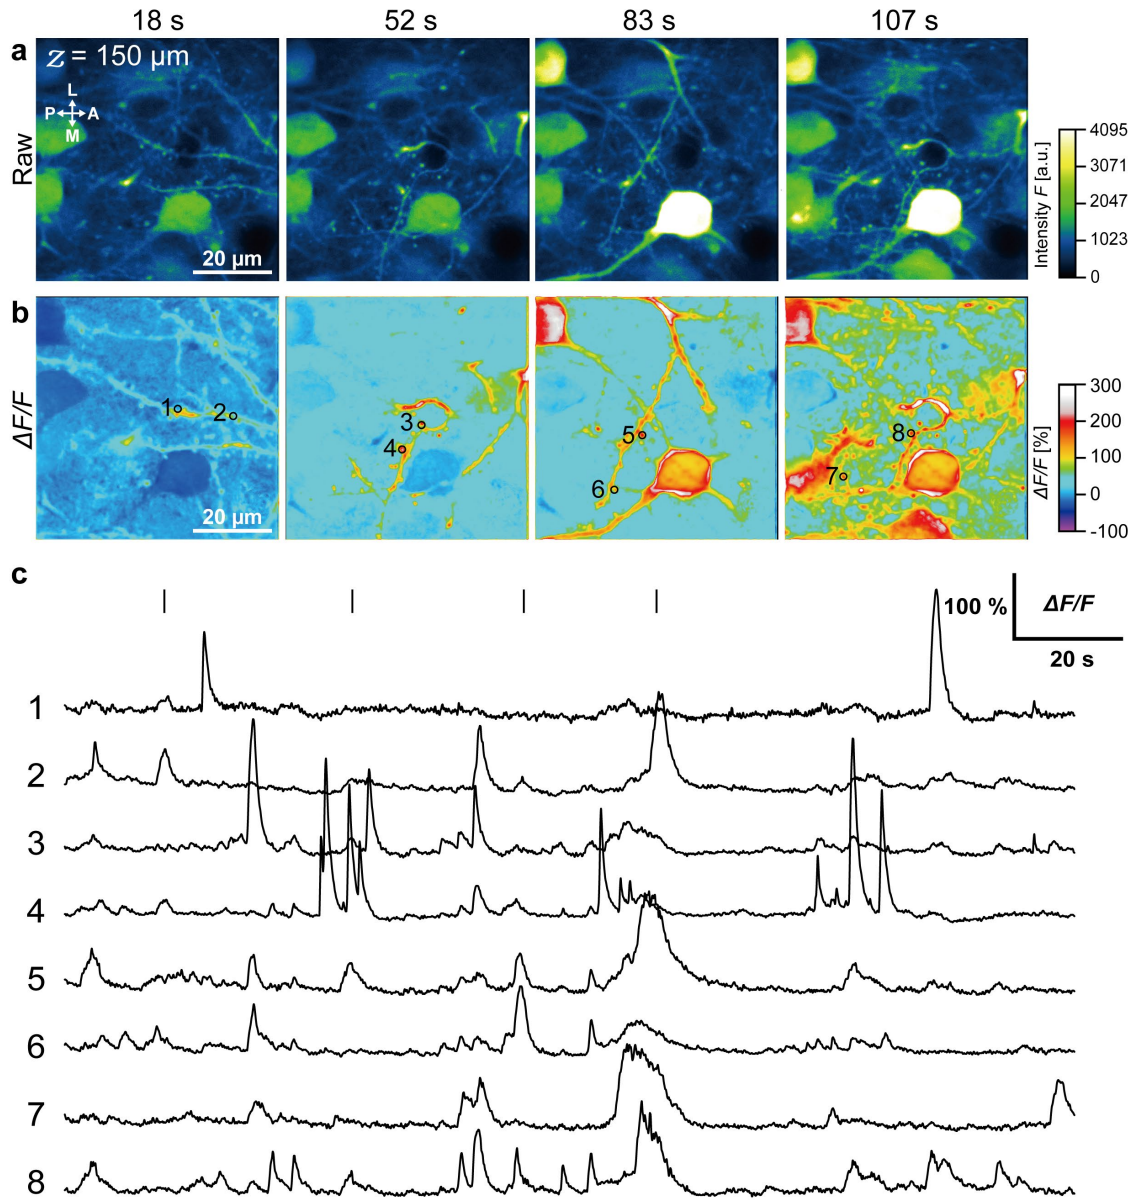 18 s
52 s
83 s
107 s
a
z = 150 µm
L
P A
M
Raw
20 µm
Intensity F [a.u.]
4095
3071
2047
1023
0
b
1
2
3
4
5
6
7
8
ΔF/F
20 µm
ΔF/F [%]
300
200
100
0
-100
c
100 %
ΔF/F
20 s
1
2
3
4
5
6
7
8